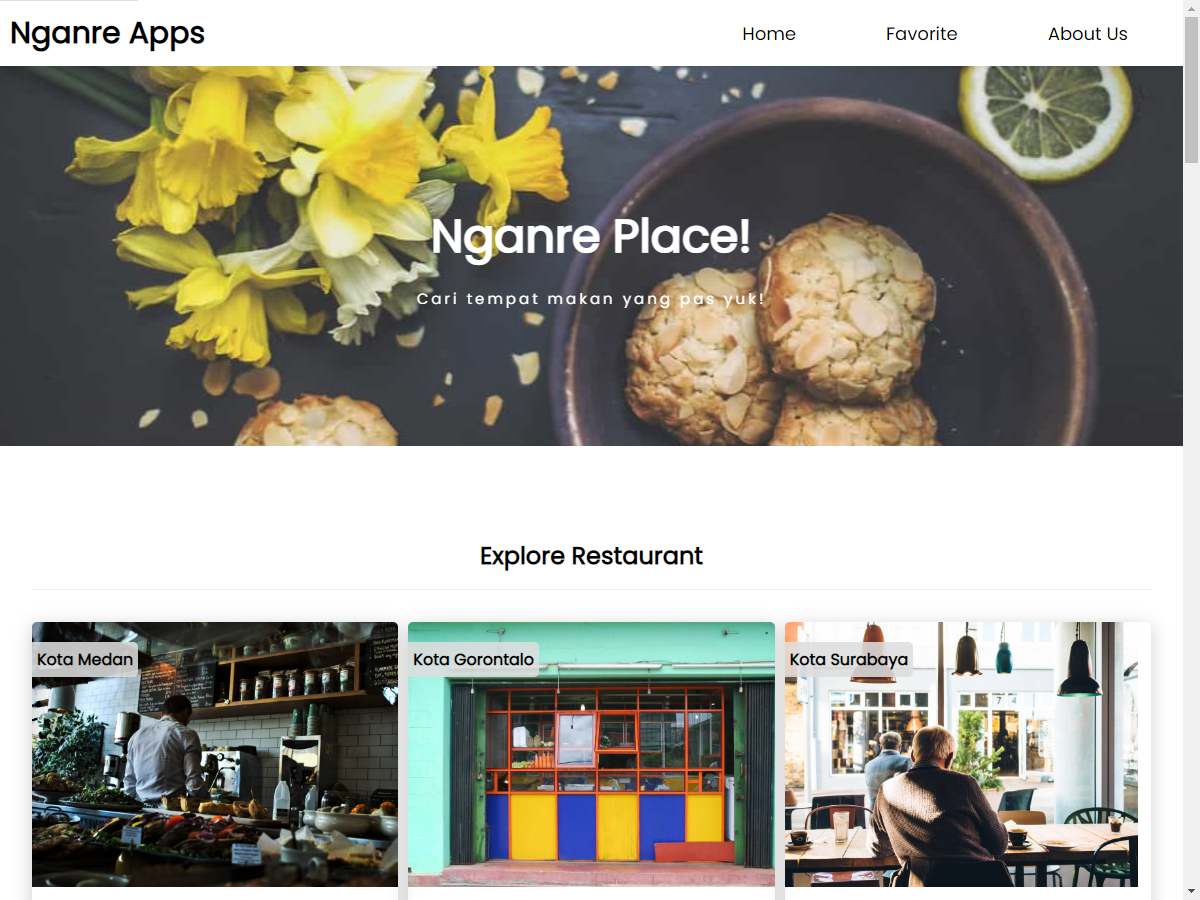 Nganre Apps
Home
Favorite
About Us
Nganre Place!
Cari tempat makan yang pas yuk!
Explore Restaurant
Kota Medan
Kota Gorontalo
Kota Surabaya